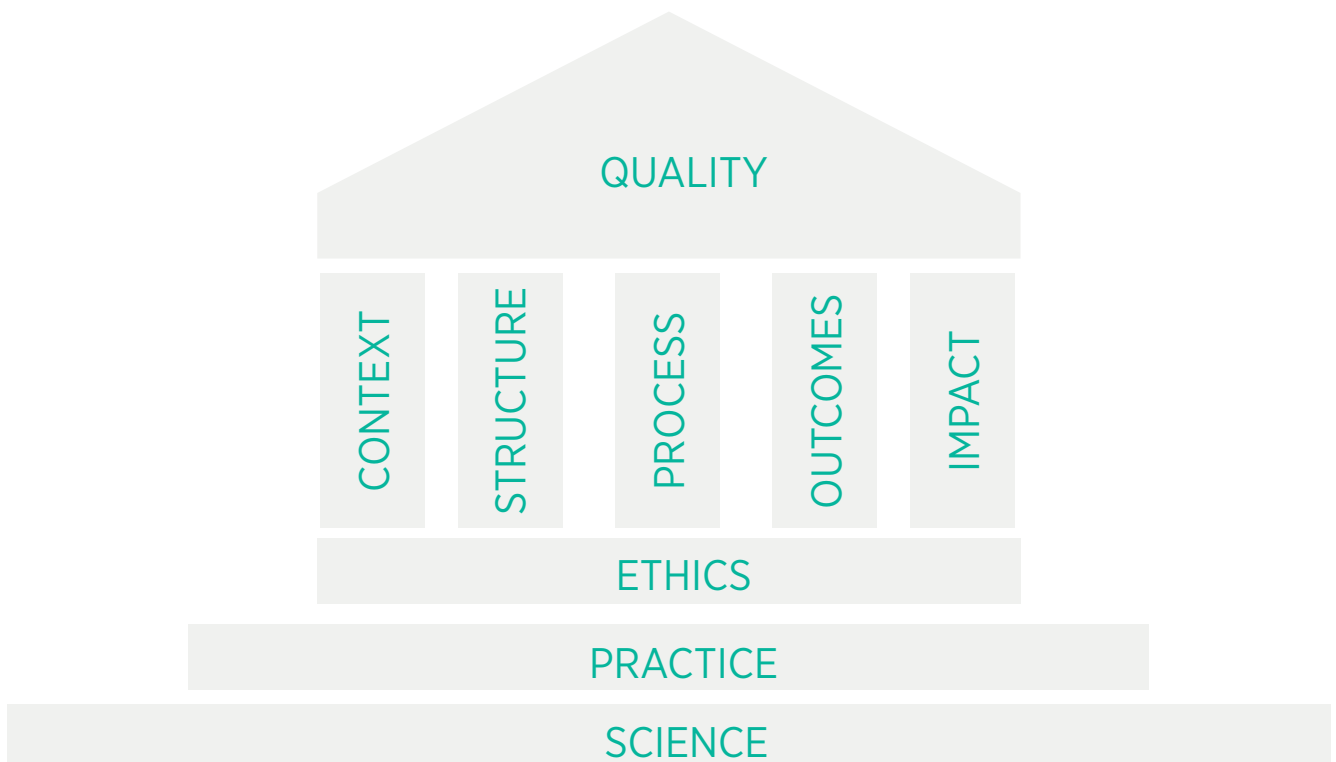 QUALITY
CONTEXT
STRUCTURE
PROCESS
OUTCOMES
IMPACT
ETHICS
PRACTICE
SCIENCE